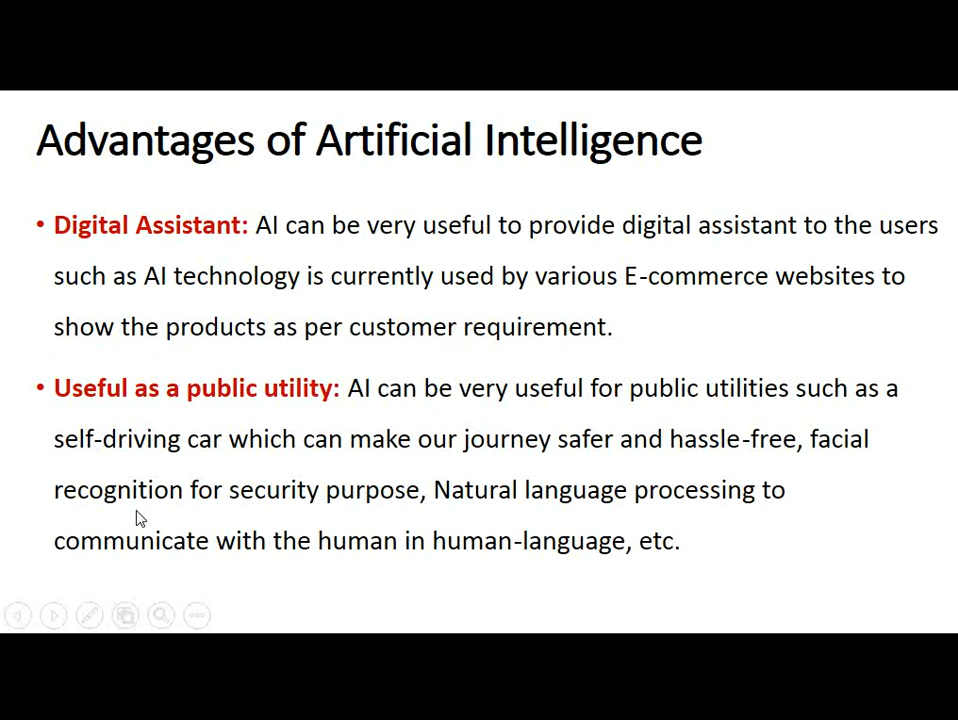 Advantages of Artificial Intelligence
• Digital Assistant: AI can be very useful to provide digital assistant to the users
such as AI technology is currently used by various E-commerce websites to
show the products as per customer requirement.
• Useful as a public utility: AI can be very useful for public utilities such as a
self-driving car which can make our journey safer and hassle-free, facial
recognition for security purpose, Natural language processing to
communicate with the human in human-language, etc.